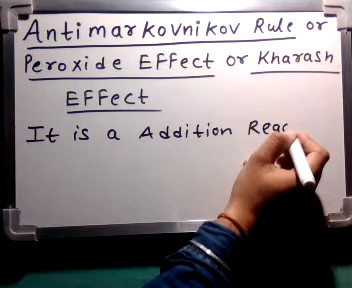 Antimarkovnikov Rule or
Peroxide Effect or Kharash
Effect
It is a Addition Reac